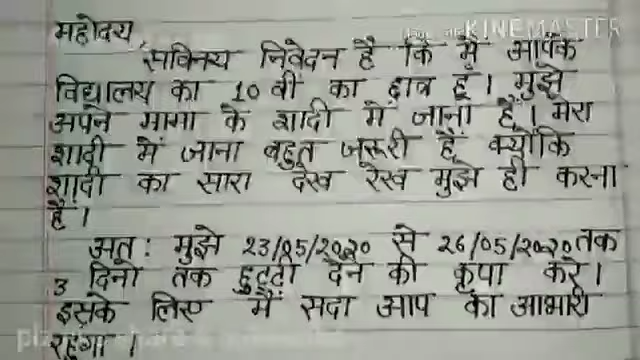 महोदय,
KINEMASTER
सविनय निवेदन है कि मैं आपके
विद्यालय का 10 वीं का छात्र हूँ। मुझे
अपने मामा के शादी में जाना हैं। मेरा
शादी में जाना बहुत जरूरी हैं क्योंकि
शादी का सारा देख रेख मुझे ही करना
है।
अतः मुझे 23/05/2020 से 26/05/2020 तक
3 दिनो तक छुट्टी देने की कृपा करे।
इसके लिए मैं सदा आप का आभारी
रहूंगा।